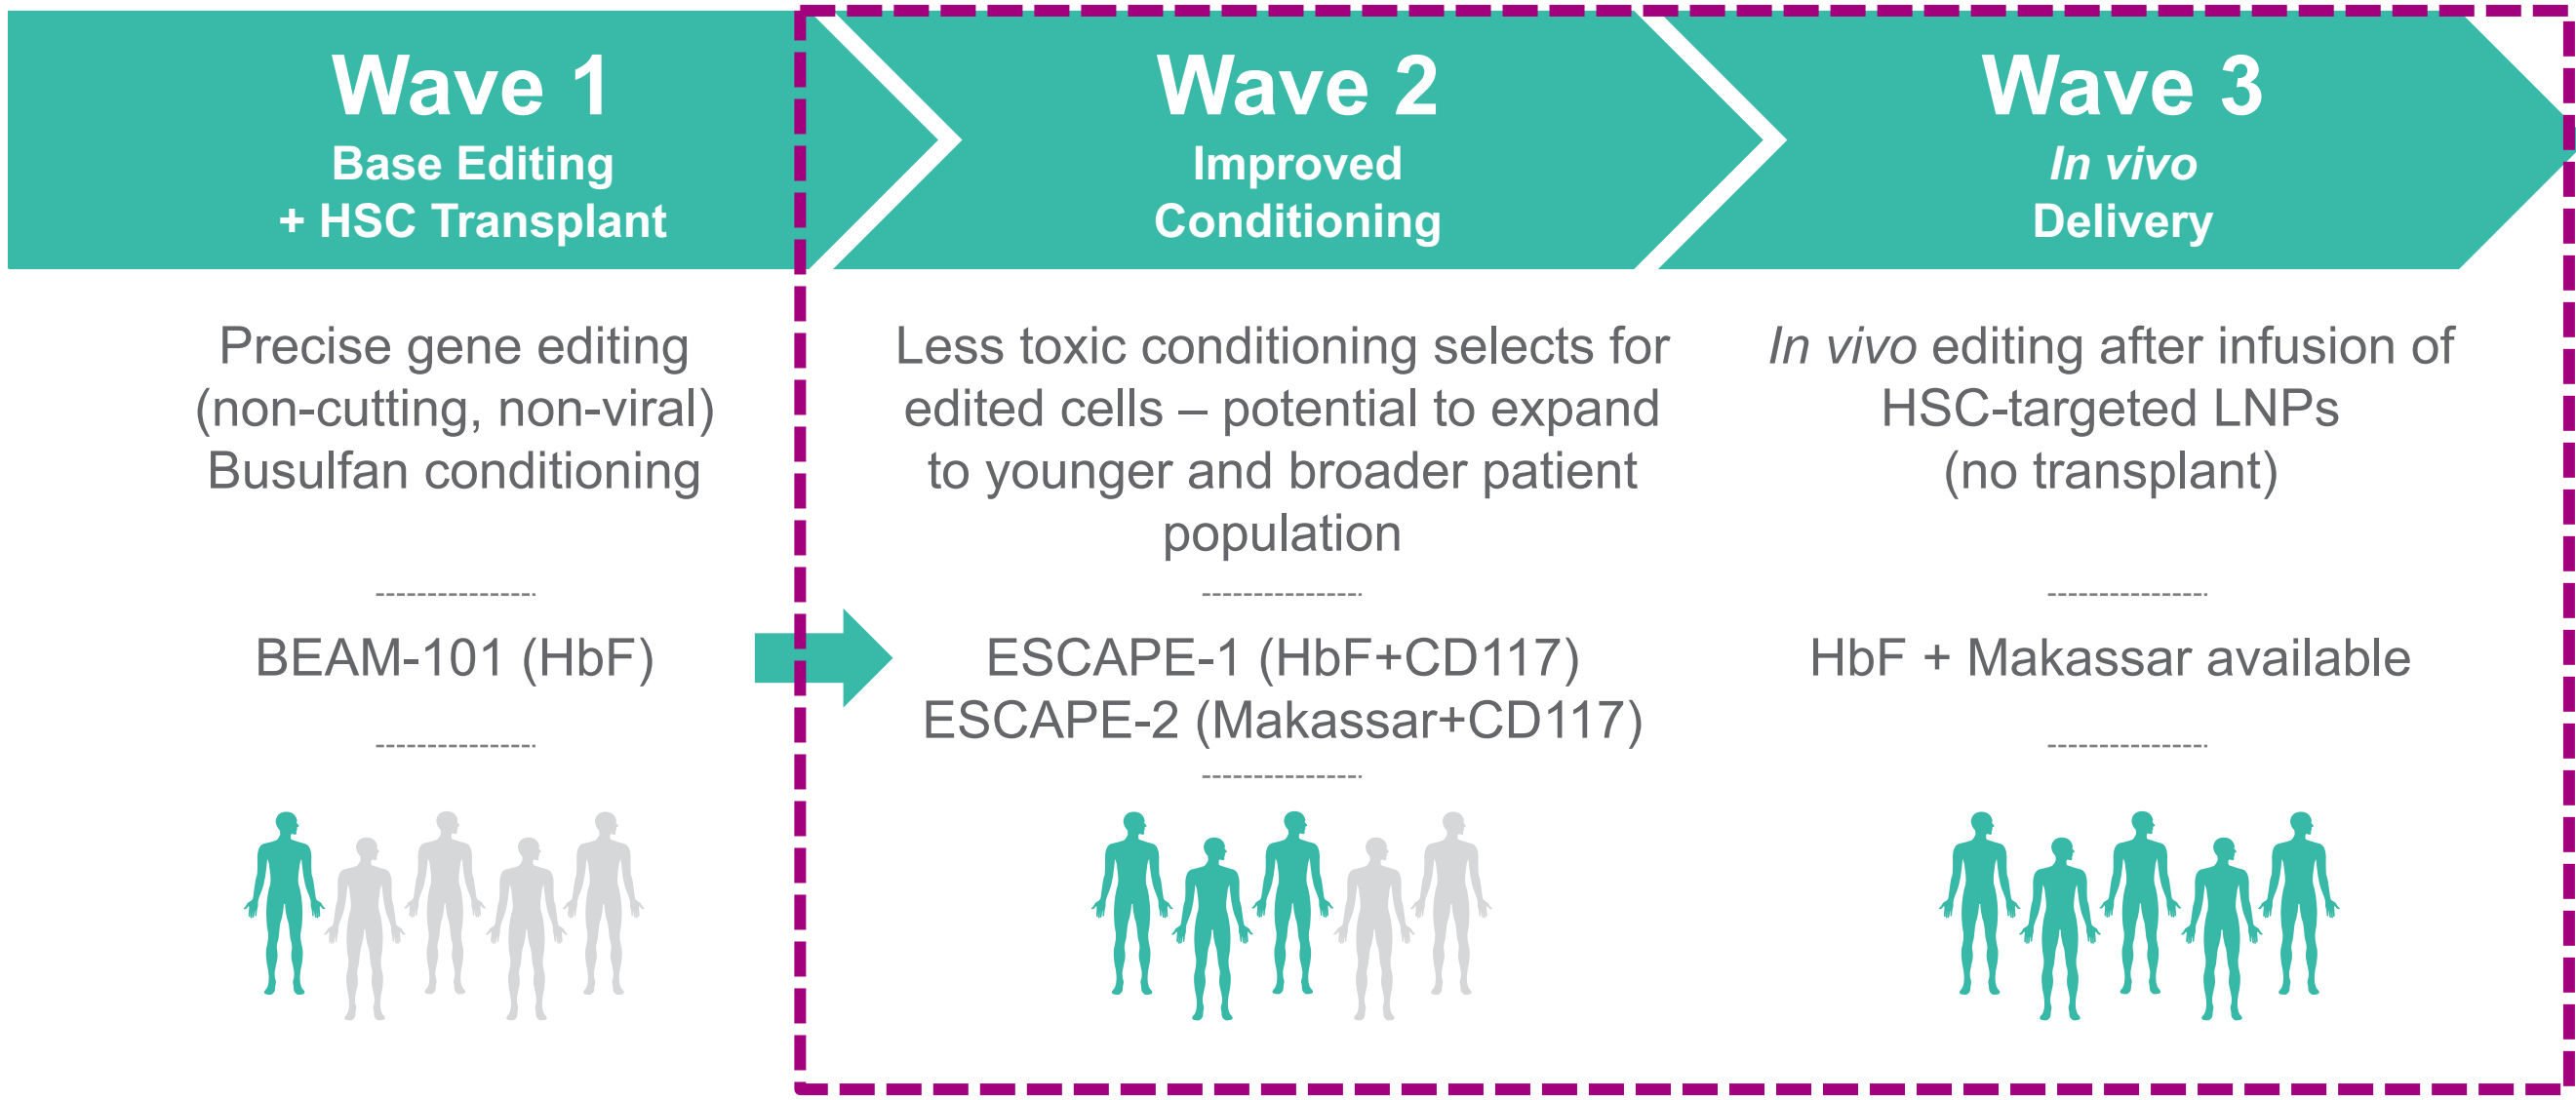 Wave 1
Base Editing
+ HSC Transplant
Precise gene editing
(non-cutting, non-viral)
Busulfan conditioning
BEAM-101 (HbF)
Wave 2
Improved
Conditioning
Less toxic conditioning selects for
edited cells – potential to expand
to younger and broader patient
population
ESCAPE-1 (HbF+CD117)
ESCAPE-2 (Makassar+CD117)
Wave 3
In vivo
Delivery
In vivo editing after infusion of
HSC-targeted LNPs
(no transplant)
HbF + Makassar available